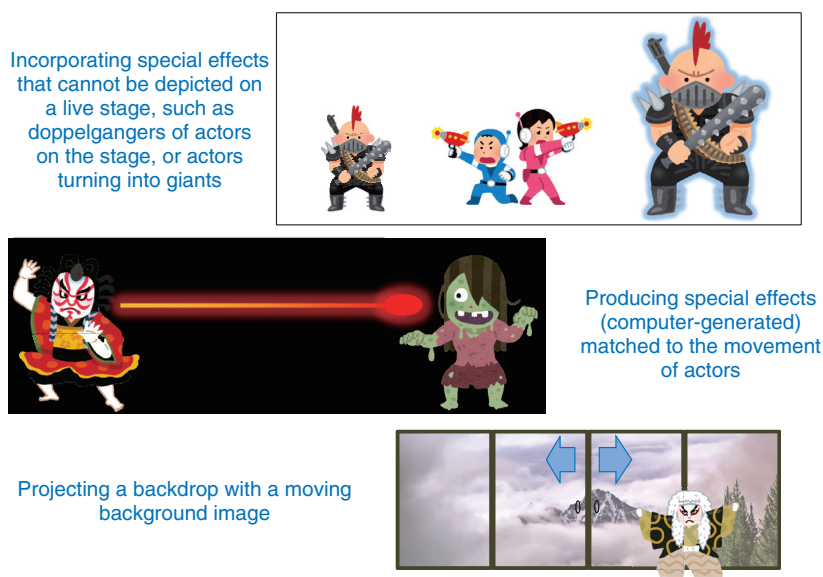 Incorporating special effects
that cannot be depicted on
a live stage, such as
doppelgangers of actors
on the stage, or actors
turning into giants
Producing special effects
(computer-generated)
matched to the movement
of actors
Projecting a backdrop with a moving
background image